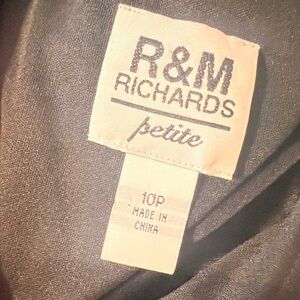 R&M
RICHARDS
petite
10P
MADE IN
CHINA